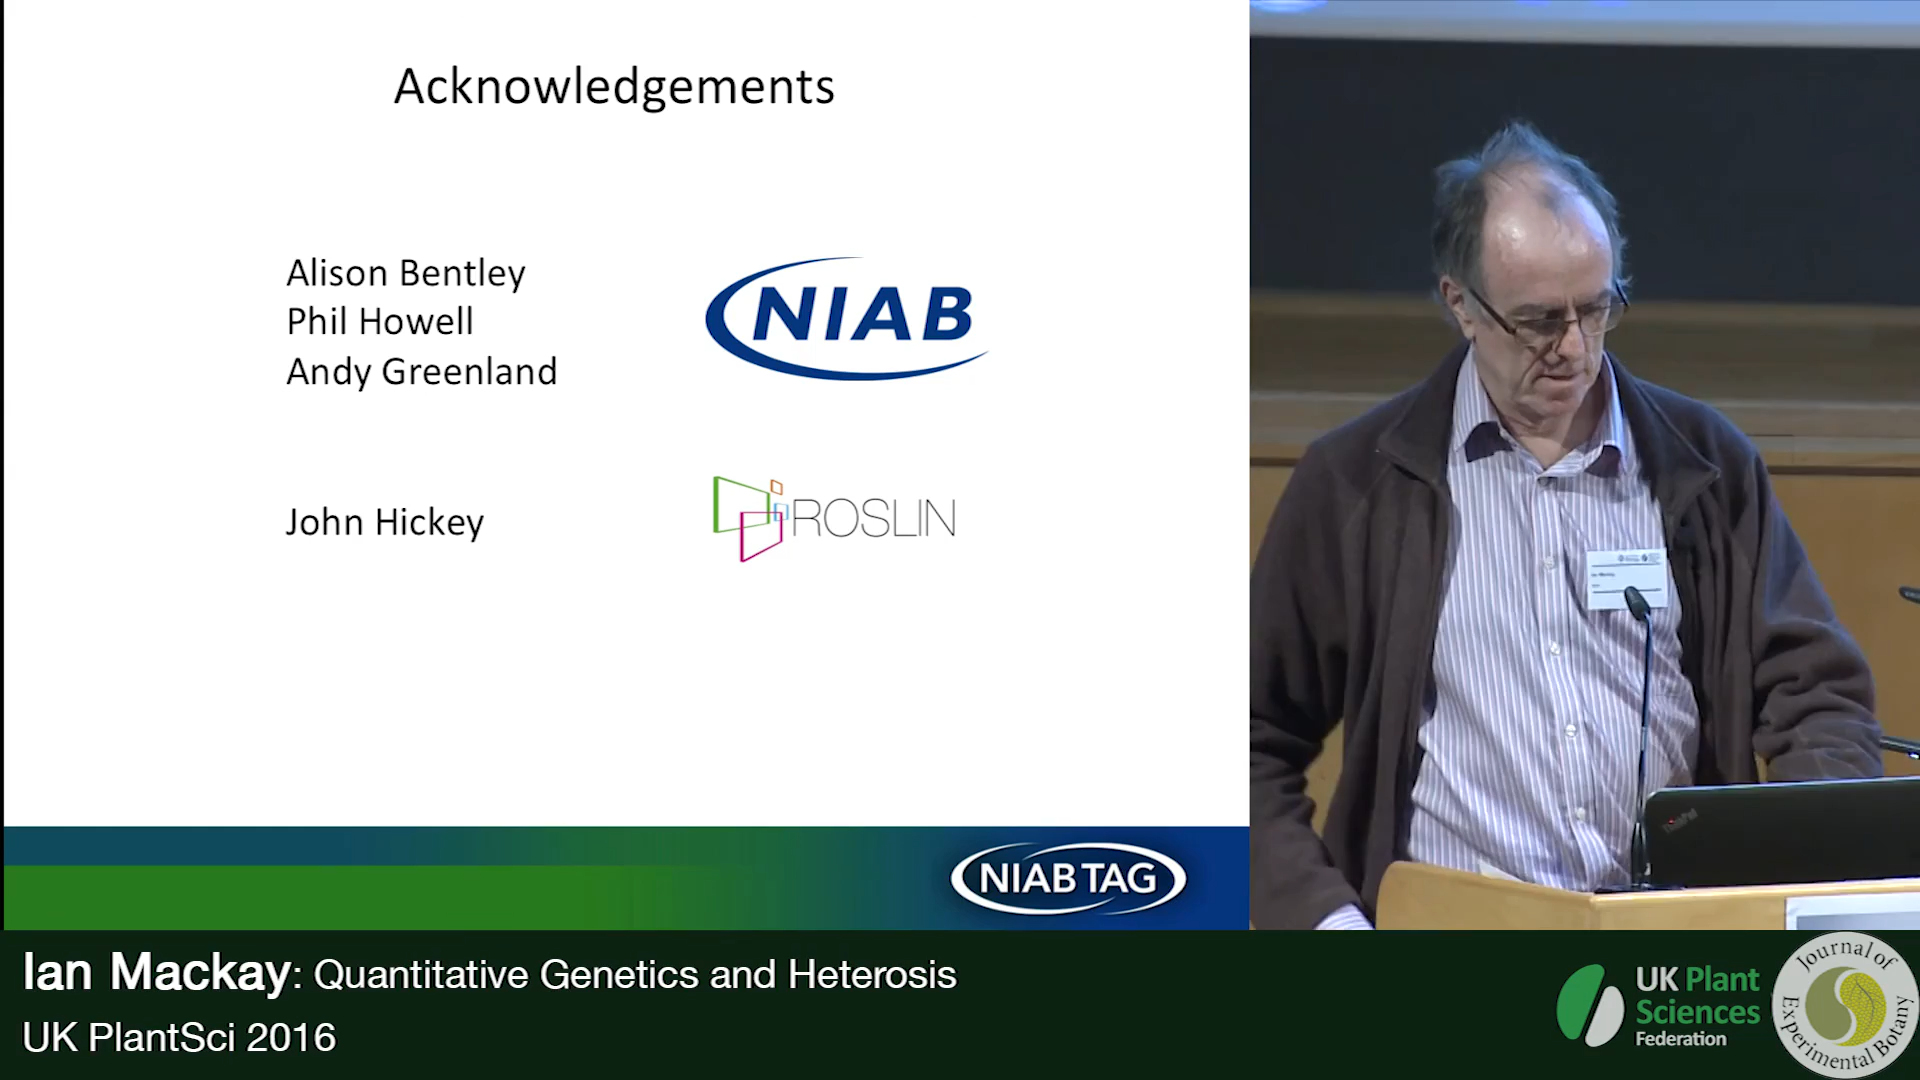 Acknowledgements
Alison Bentley
Phil Howell
Andy Greenland
NIAB
John Hickey
ROSLIN
NIAB TAG
ThinkPad
Ian Mackay: Quantitative Genetics and Heterosis
UK PlantSci 2016
UK Plant
Sciences
Federation
Journal of
Experimental Botany